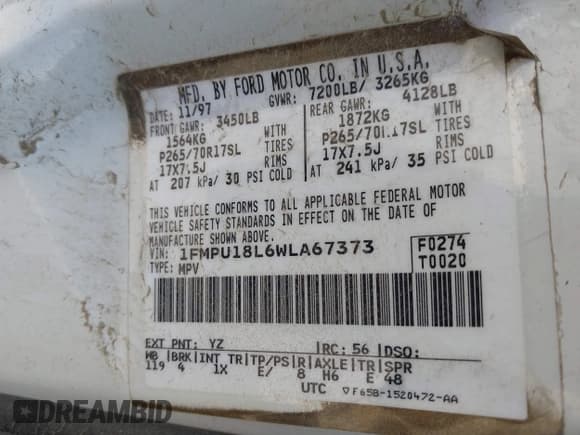 MFD. BY FORD MOTOR CO. IN U.S.A.
DATE: 11/97 GVWR: 7200LB/ 3265KG
FRONT GAWR: 3450LB REAR GAWR: 4128LB
1564KG WITH 1872KG WITH
P265/70R17SL TIRES P265/70R17SL TIRES
17X7.5J RIMS 17X7.5J RIMS
AT 207 kPa/ 30 PSI COLD AT 241 kPa/ 35 PSI COLD
THIS VEHICLE CONFORMS TO ALL APPLICABLE FEDERAL MOTOR
VEHICLE SAFETY STANDARDS IN EFFECT ON THE DATE OF
MANUFACTURE SHOWN ABOVE.
VIN: 1FMPU18L6WLA67373 F0274
TYPE: MPV T0020
EXT PNT: YZ RC: 56 DSO:
WB BRK INT TR TP/PS R AXLE TR SPR
119 4 1X E/ 8 H6 E 48
UTC F65B-1520472-AA
DREAMBID